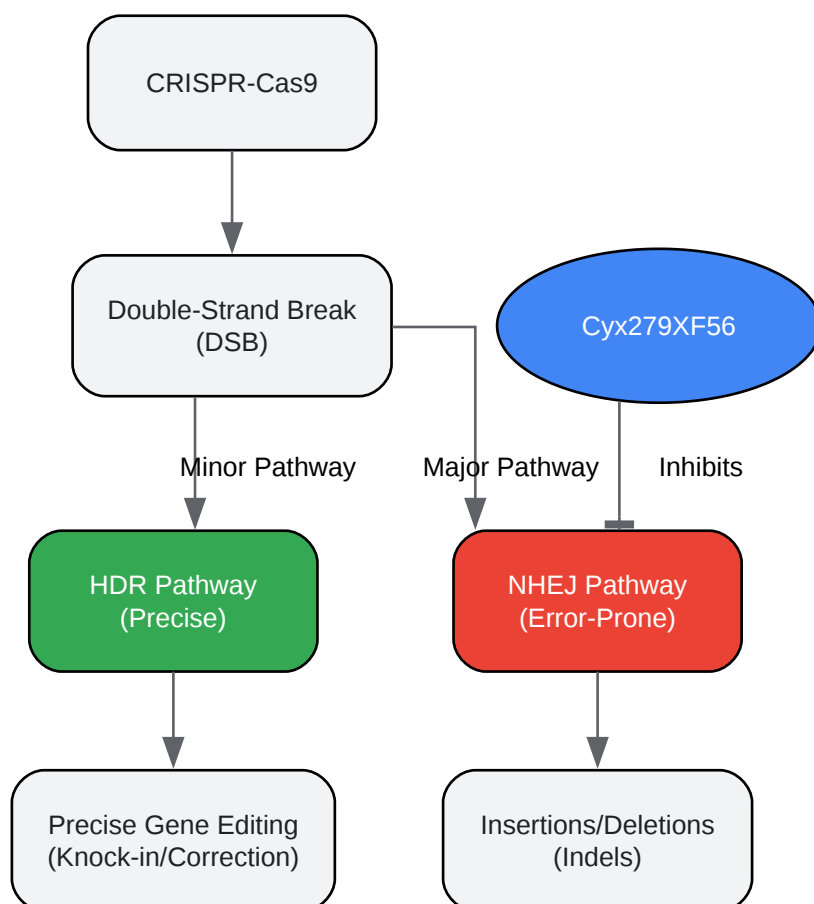 CRISPR-Cas9
Double-Strand Break
(DSB)
Cyx279XF56
Minor Pathway
Major Pathway
Inhibits
HDR Pathway
(Precise)
NHEJ Pathway
(Error-Prone)
Precise Gene Editing
(Knock-in/Correction)
Insertions/Deletions
(Indels)